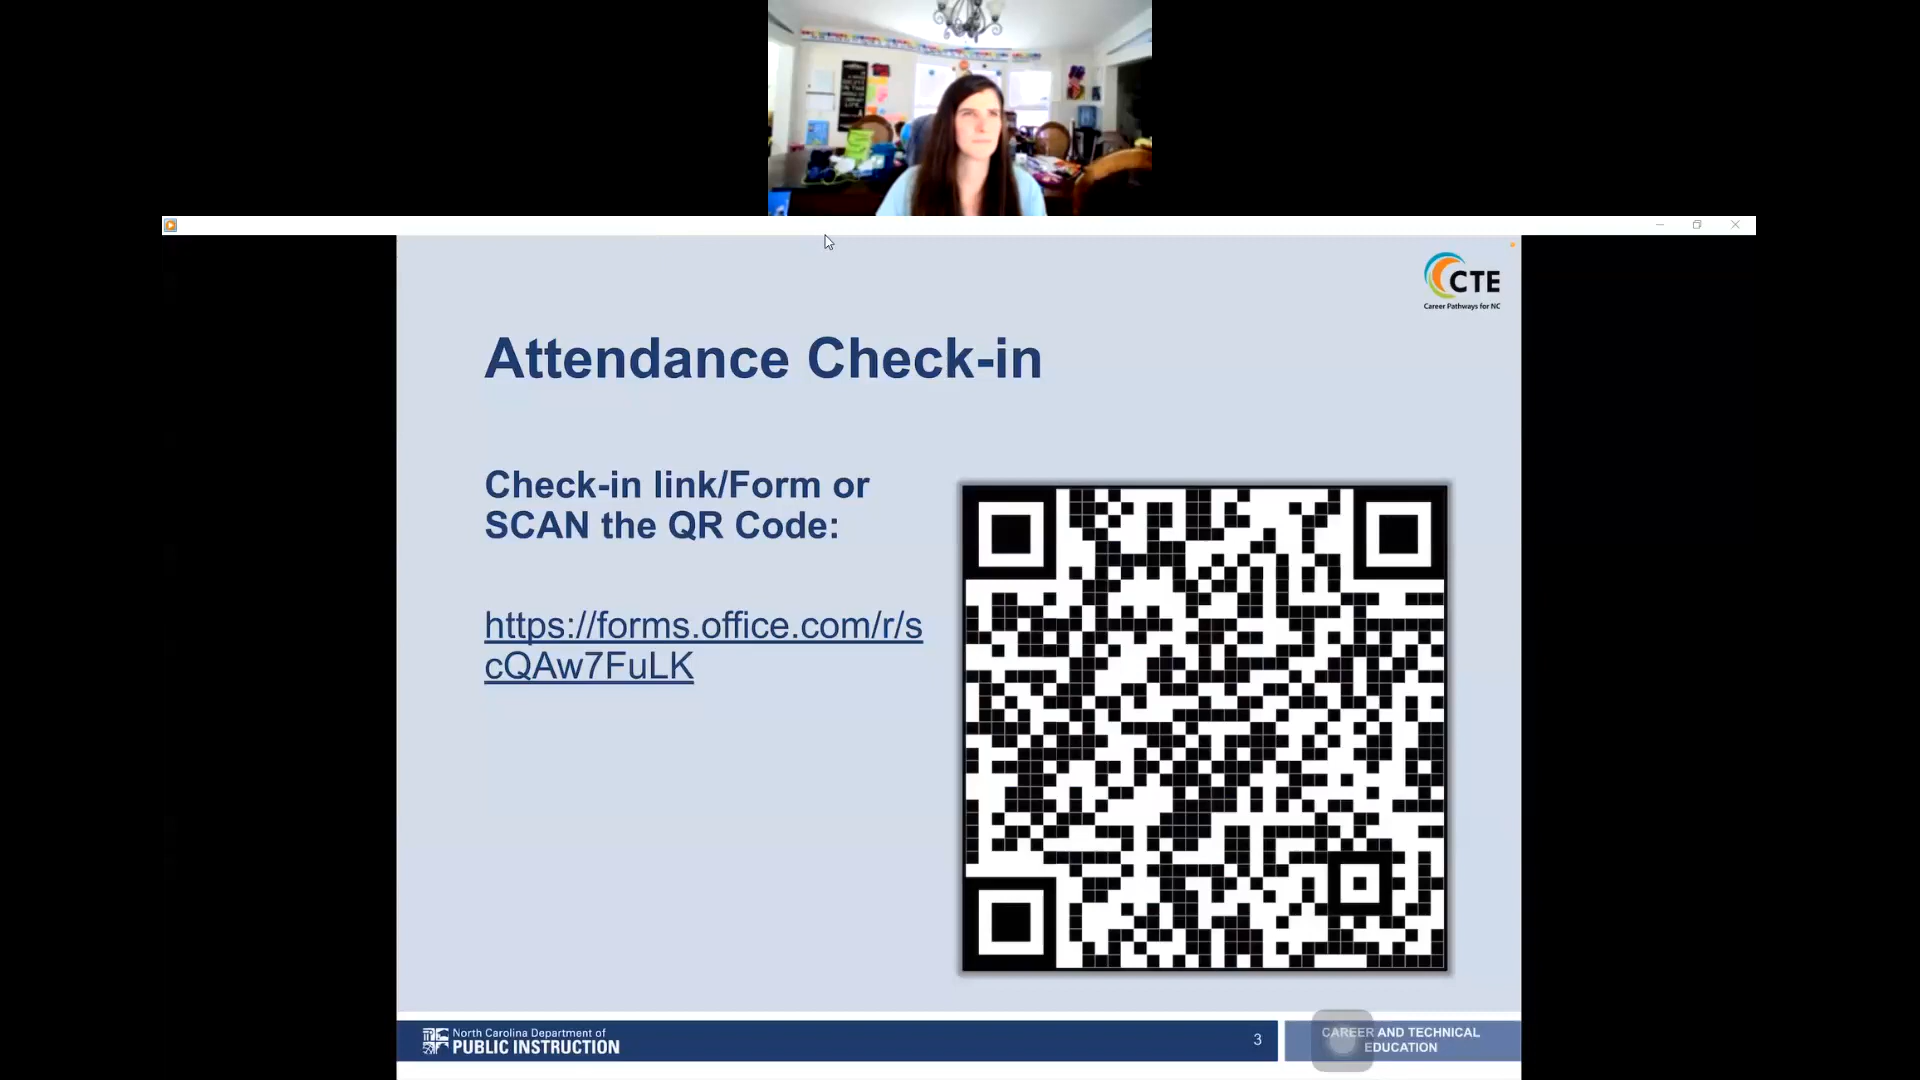 CTE
Career Pathways for NC
Attendance Check-in
Check-in link/Form or
SCAN the QR Code:
https://forms.office.com/r/s
cQAw7FuLK
North Carolina Department of
PUBLIC INSTRUCTION
3
CAREER AND TECHNICAL
EDUCATION